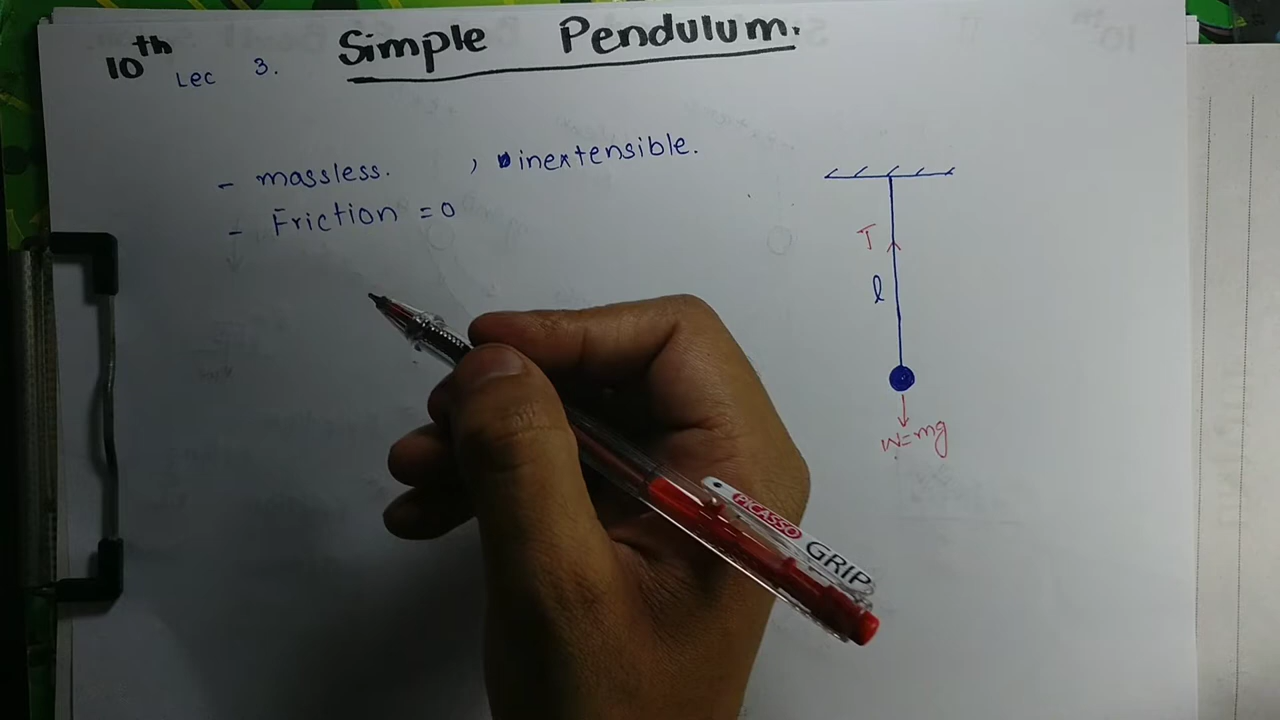 10th Lec 3. Simple Pendulum.
- massless. , inextensible.
- Friction = 0
T
l
W=mg
PICASSO GRIP